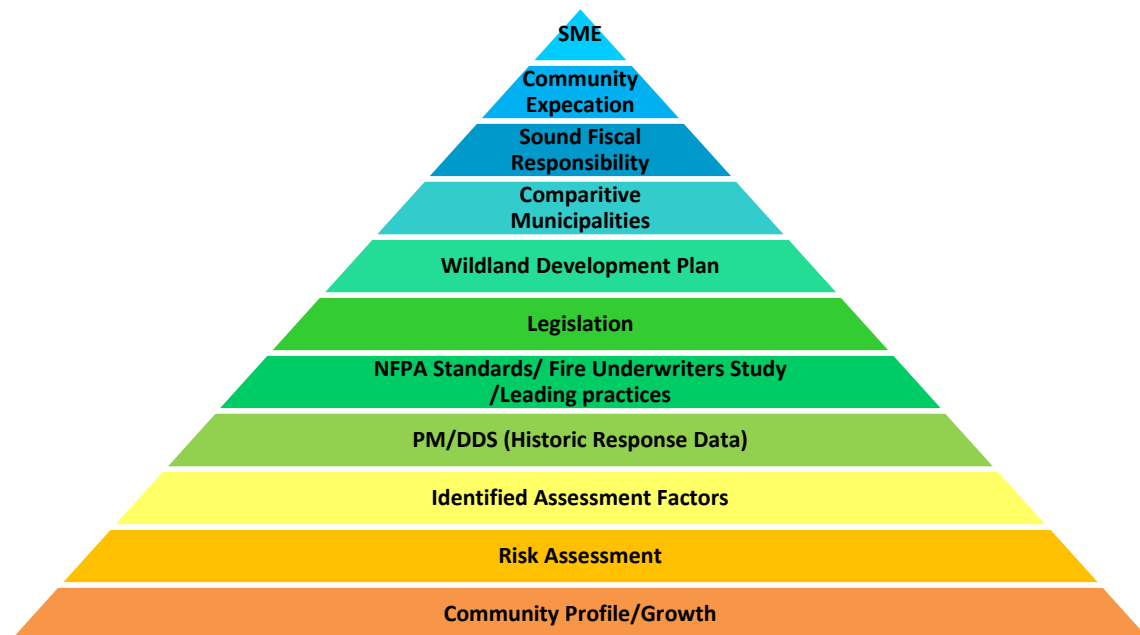 SME
Community
Expecation
Sound Fiscal
Responsibility
Comparitive
Municipalities
Wildland Development Plan
Legislation
NFPA Standards/ Fire Underwriters Study
/Leading practices
PM/DDS (Historic Response Data)
Identified Assessment Factors
Risk Assessment
Community Profile/Growth